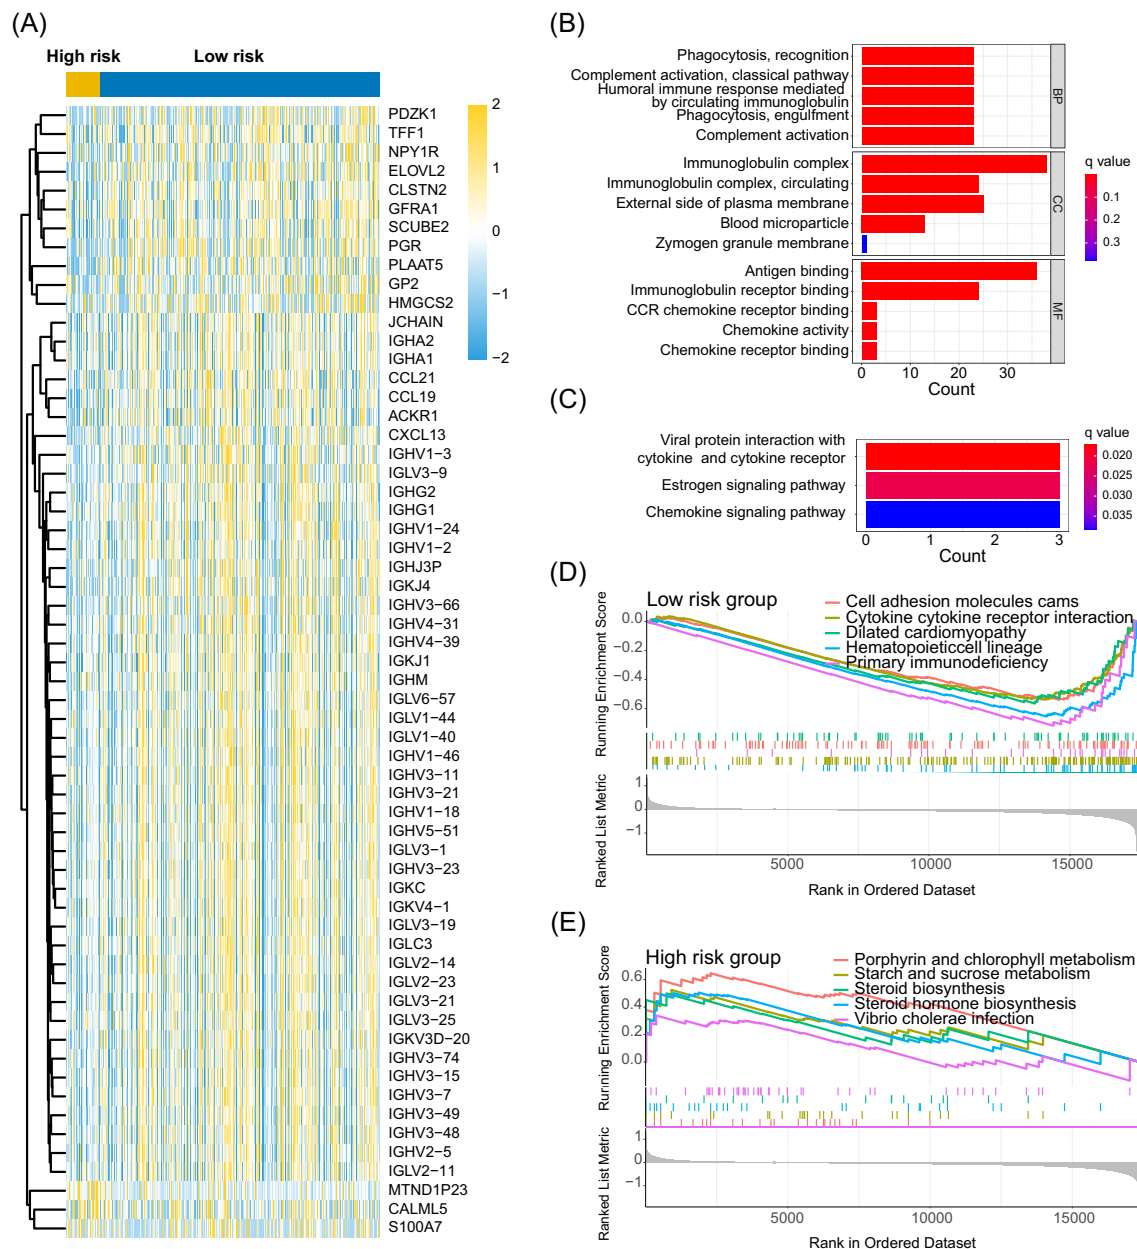 (A)
High risk
Low risk
PDZK1
TFF1
NPY1R
ELOVL2
CLSTN2
GFRA1
SCUBE2
PGR
PLAAT5
GP2
HMGCS2
JCHAIN
IGHA2
IGHA1
CCL21
CCL19
ACKR1
CXCL13
IGHV1−3
IGLV3−9
IGHG2
IGHG1
IGHV1−24
IGHV1−2
IGHJ3P
IGKJ4
IGHV3−66
IGHV4−31
IGHV4−39
IGKJ1
IGHM
IGLV6−57
IGLV1−44
IGLV1−40
IGHV1−46
IGHV3−11
IGHV3−21
IGHV1−18
IGHV5−51
IGLV3−1
IGHV3−23
IGKC
IGKV4−1
IGLV3−19
IGLC3
IGLV2−14
IGLV2−23
IGLV3−21
IGLV3−25
IGKV3D−20
IGHV3−74
IGHV3−15
IGHV3−7
IGHV3−49
IGHV3−48
IGHV2−5
IGLV2−11
MTND1P23
CALML5
S100A7
2
1
0
−1
−2
(B)
Phagocytosis, recognition
Complement activation, classical pathway
Humoral immune response mediated
by circulating immunoglobulin
Phagocytosis, engulfment
Complement activation
BP
Immunoglobulin complex
Immunoglobulin complex, circulating
External side of plasma membrane
Blood microparticle
Zymogen granule membrane
CC
Antigen binding
Immunoglobulin receptor binding
CCR chemokine receptor binding
Chemokine activity
Chemokine receptor binding
MF
0 10 20 30
Count
q value
0.1
0.2
0.3
(C)
Viral protein interaction with
cytokine and cytokine receptor
Estrogen signaling pathway
Chemokine signaling pathway
0 1 2 3
Count
q value
0.020
0.025
0.030
0.035
(D)
Low risk group
Cell adhesion molecules cams
Cytokine cytokine receptor interaction
Dilated cardiomyopathy
Hematopoieticcell lineage
Primary immunodeficiency
Running Enrichment Score
0.0
−0.2
−0.4
−0.6
Ranked List Metric
1
0
−1
5000 10000 15000
Rank in Ordered Dataset
(E)
High risk group
Porphyrin and chlorophyll metabolism
Starch and sucrose metabolism
Steroid biosynthesis
Steroid hormone biosynthesis
Vibrio cholerae infection
Running Enrichment Score
0.6
0.4
0.2
0.0
Ranked List Metric
1
0
−1
5000 10000 15000
Rank in Ordered Dataset